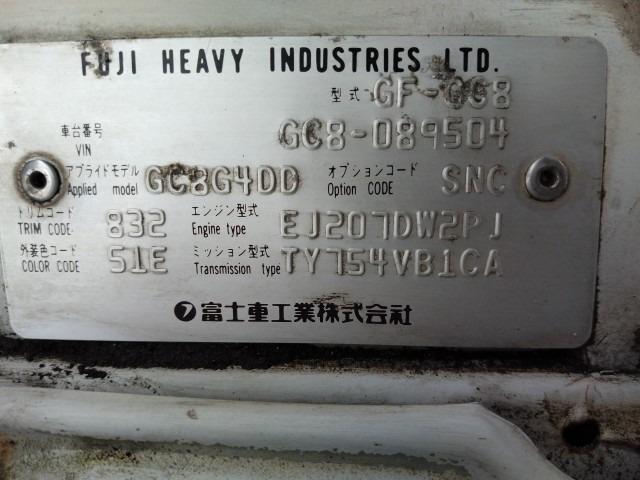 FUJI HEAVY INDUSTRIES LTD.
型式 GF-GC8
車台番号 VIN GC8-089504
アプライドモデル Applied model GC8G4DD オプションコード Option CODE SNC
トリムコード TRIM CODE 832 エンジン型式 Engine type EJ207DW2PJ
外装色コード COLOR CODE 51E ミッション型式 Transmission type TY754VB1CA
富士重工業株式会社